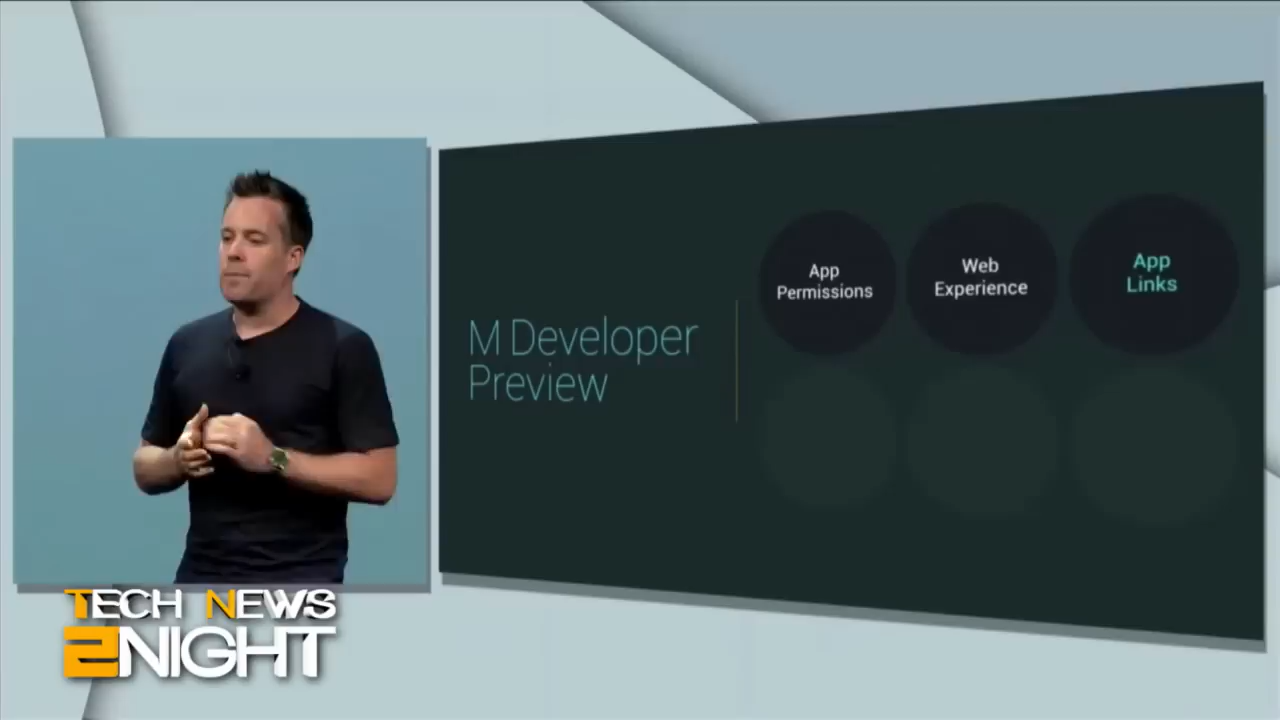 M Developer
Preview
App
Permissions
Web
Experience
App
Links
TECH NEWS
2NIGHT